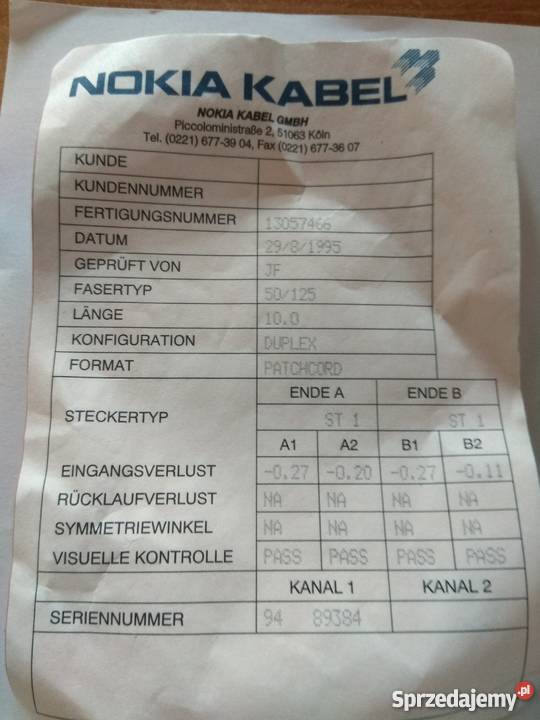 NOKIA KABEL
NOKIA KABEL GMBH
Piccoloministraße 2, 51063 Köln
Tel. (0221) 677-39 04, Fax (0221) 677-36 07
KUNDE
KUNDENNUMMER
FERTIGUNGSNUMMER 13057466
DATUM 29/8/1995
GEPRÜFT VON JF
FASERTYP 50/125
LÄNGE 10.0
KONFIGURATION DUPLEX
FORMAT PATCHCORD
ENDE A ENDE B
STECKERTYP ST 1 ST 1
A1 A2 B1 B2
EINGANGSVERLUST -0.27 -0.20 -0.27 -0.11
RÜCKLAUFVERLUST NA NA NA NA
SYMMETRIEWINKEL NA NA NA NA
VISUELLE KONTROLLE PASS PASS PASS PASS
KANAL 1 KANAL 2
SERIENNUMMER 94 89384
Sprzedajemy.pl